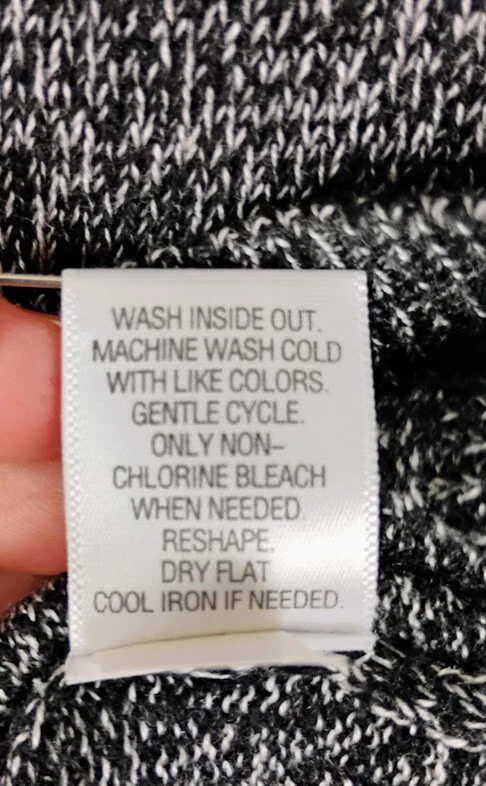 WASH INSIDE OUT.
MACHINE WASH COLD
WITH LIKE COLORS.
GENTLE CYCLE.
ONLY NON-
CHLORINE BLEACH
WHEN NEEDED.
RESHAPE.
DRY FLAT
COOL IRON IF NEEDED.